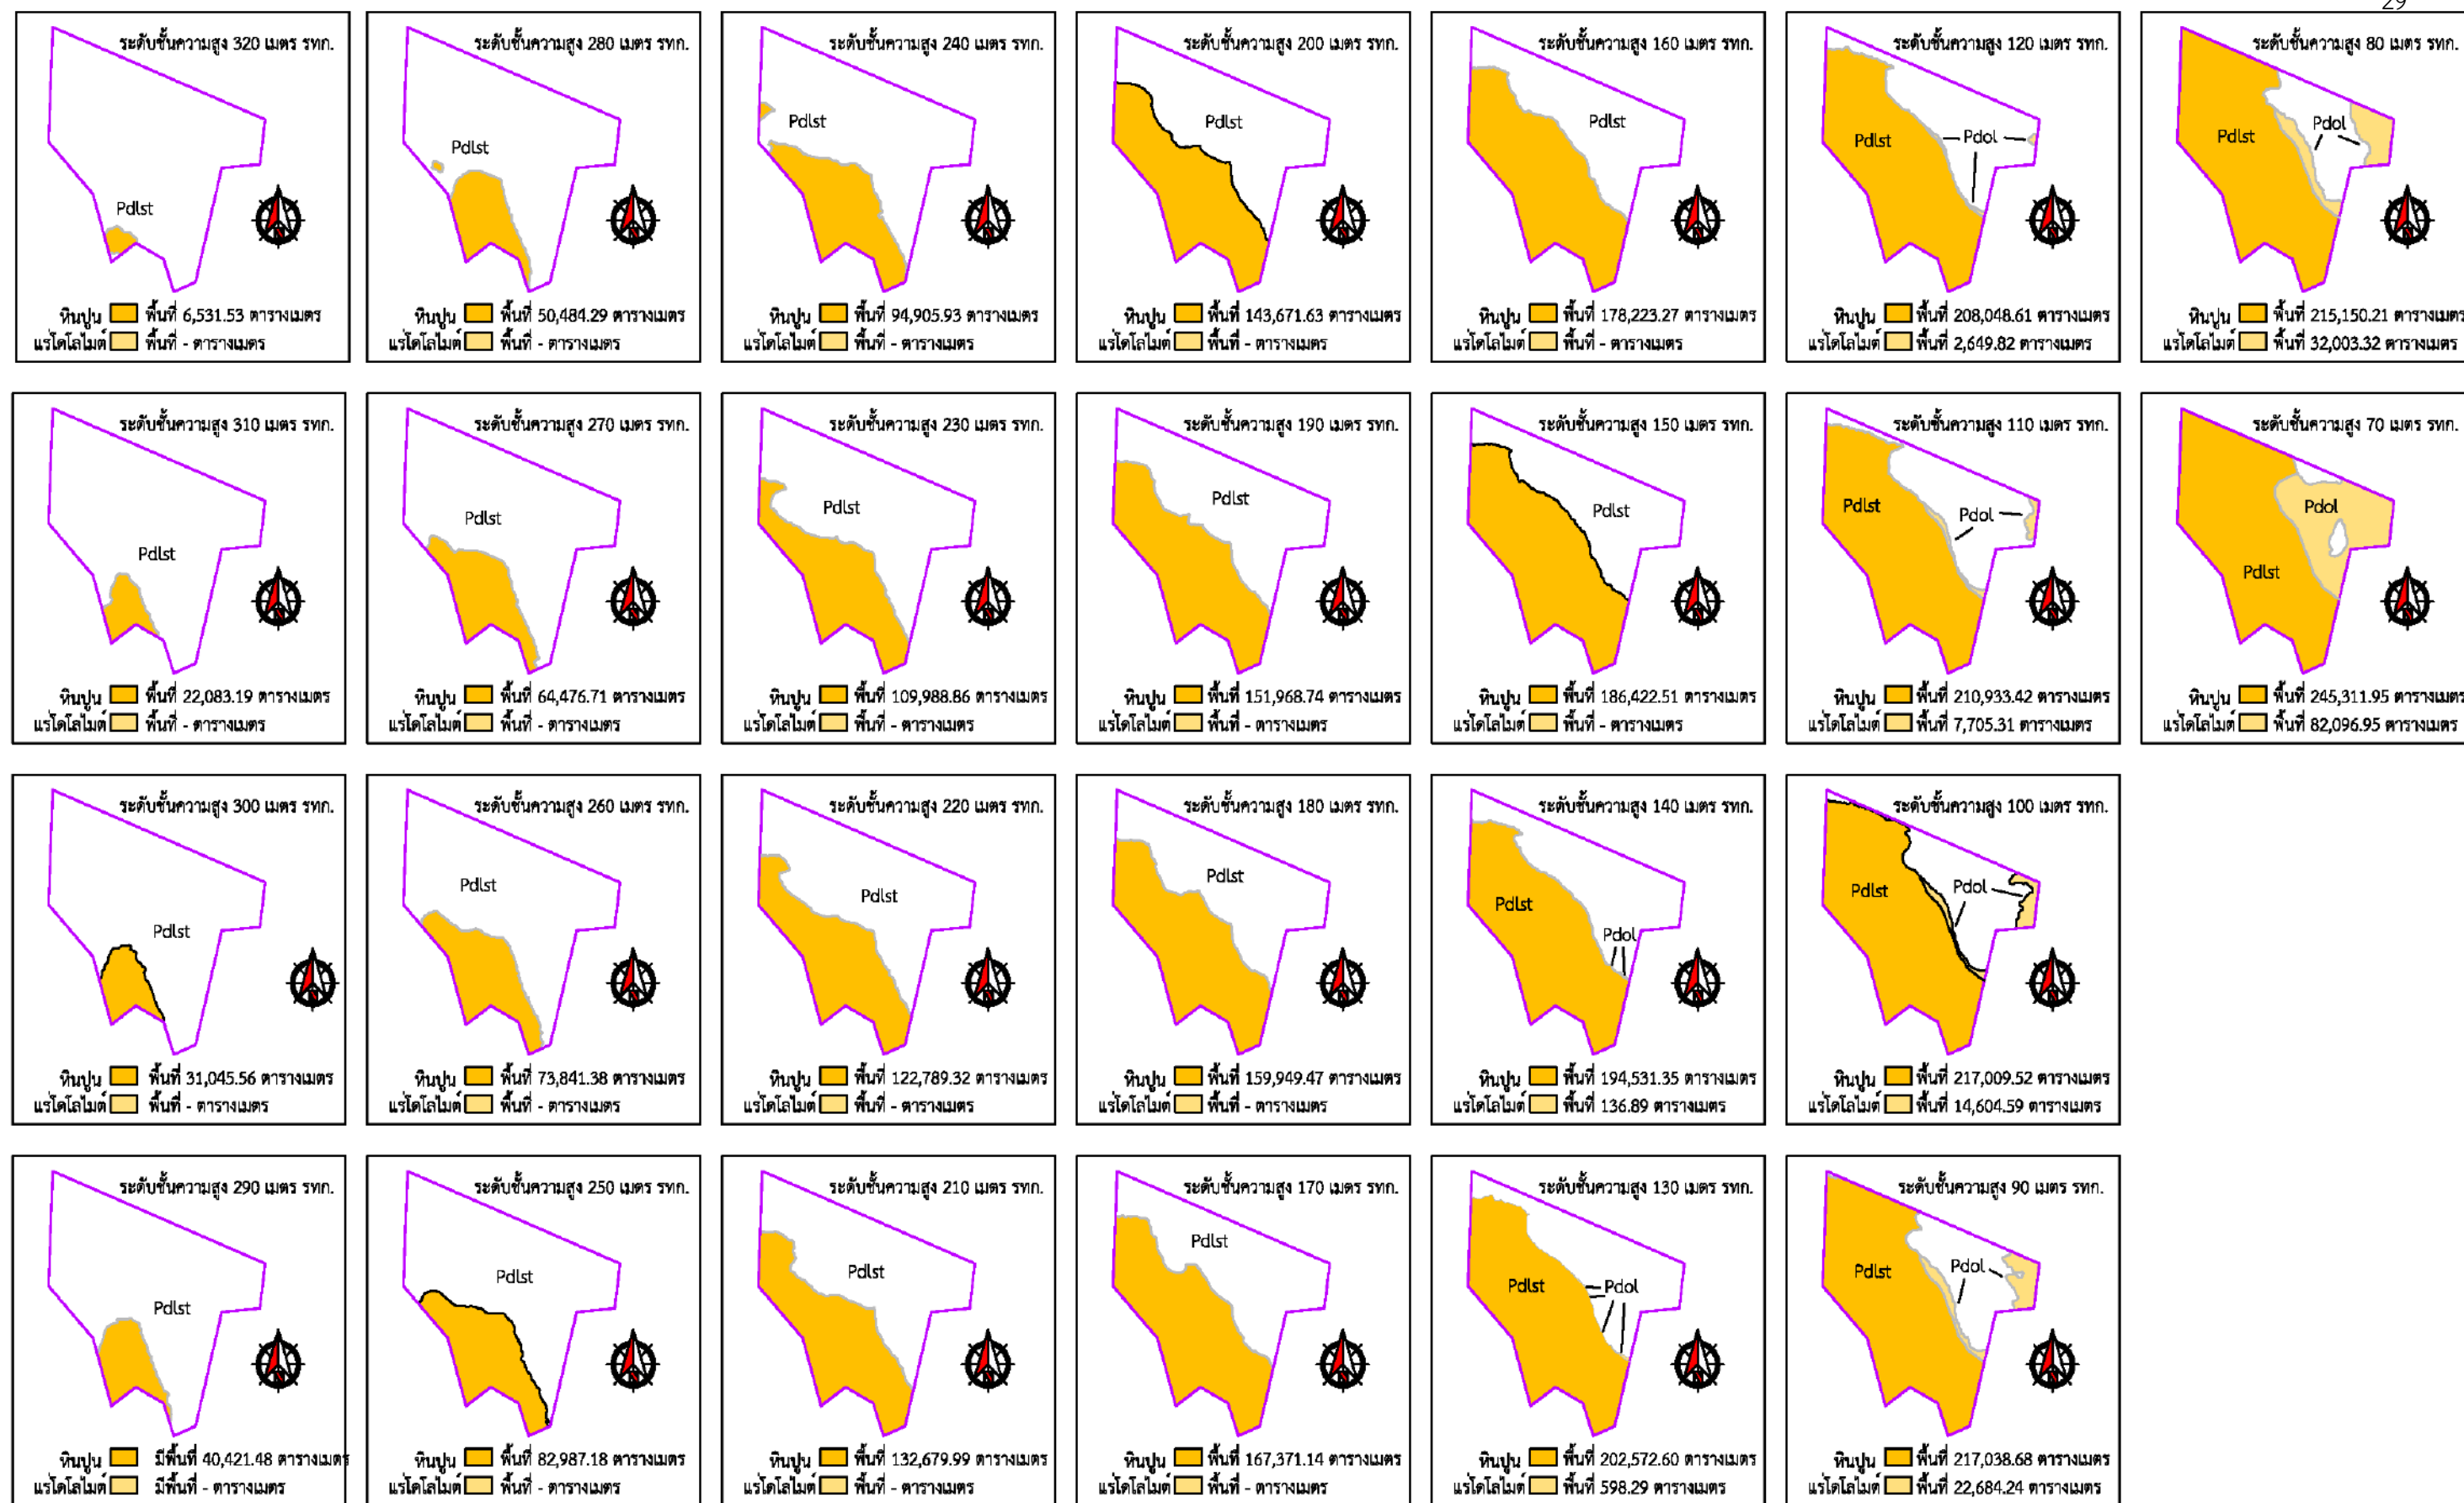 29
ระดับชั้นความสูง 320 เมตร รทก.
Pdlst
หินปูน พื้นที่ 6,531.53 ตารางเมตร
แร่โดโลไมต์ พื้นที่ - ตารางเมตร
ระดับชั้นความสูง 280 เมตร รทก.
Pdlst
หินปูน พื้นที่ 50,484.29 ตารางเมตร
แร่โดโลไมต์ พื้นที่ - ตารางเมตร
ระดับชั้นความสูง 240 เมตร รทก.
Pdlst
หินปูน พื้นที่ 94,905.93 ตารางเมตร
แร่โดโลไมต์ พื้นที่ - ตารางเมตร
ระดับชั้นความสูง 200 เมตร รทก.
Pdlst
หินปูน พื้นที่ 143,671.63 ตารางเมตร
แร่โดโลไมต์ พื้นที่ - ตารางเมตร
ระดับชั้นความสูง 160 เมตร รทก.
Pdlst
หินปูน พื้นที่ 178,223.27 ตารางเมตร
แร่โดโลไมต์ พื้นที่ - ตารางเมตร
ระดับชั้นความสูง 120 เมตร รทก.
Pdlst Pdol
หินปูน พื้นที่ 208,048.61 ตารางเมตร
แร่โดโลไมต์ พื้นที่ 2,649.82 ตารางเมตร
ระดับชั้นความสูง 80 เมตร รทก.
Pdol
Pdlst
หินปูน พื้นที่ 215,150.21 ตารางเมตร
แร่โดโลไมต์ พื้นที่ 32,003.32 ตารางเมตร
ระดับชั้นความสูง 310 เมตร รทก.
Pdlst
หินปูน พื้นที่ 22,083.19 ตารางเมตร
แร่โดโลไมต์ พื้นที่ - ตารางเมตร
ระดับชั้นความสูง 270 เมตร รทก.
Pdlst
หินปูน พื้นที่ 64,476.71 ตารางเมตร
แร่โดโลไมต์ พื้นที่ - ตารางเมตร
ระดับชั้นความสูง 230 เมตร รทก.
Pdlst
หินปูน พื้นที่ 109,988.86 ตารางเมตร
แร่โดโลไมต์ พื้นที่ - ตารางเมตร
ระดับชั้นความสูง 190 เมตร รทก.
Pdlst
หินปูน พื้นที่ 151,968.74 ตารางเมตร
แร่โดโลไมต์ พื้นที่ - ตารางเมตร
ระดับชั้นความสูง 150 เมตร รทก.
Pdlst
หินปูน พื้นที่ 186,422.51 ตารางเมตร
แร่โดโลไมต์ พื้นที่ - ตารางเมตร
ระดับชั้นความสูง 110 เมตร รทก.
Pdlst
Pdol
หินปูน พื้นที่ 210,933.42 ตารางเมตร
แร่โดโลไมต์ พื้นที่ 7,705.31 ตารางเมตร
ระดับชั้นความสูง 70 เมตร รทก.
Pdol
Pdlst
หินปูน พื้นที่ 245,311.95 ตารางเมตร
แร่โดโลไมต์ พื้นที่ 82,096.95 ตารางเมตร
ระดับชั้นความสูง 300 เมตร รทก.
Pdlst
หินปูน พื้นที่ 31,045.56 ตารางเมตร
แร่โดโลไมต์ พื้นที่ - ตารางเมตร
ระดับชั้นความสูง 260 เมตร รทก.
Pdlst
หินปูน พื้นที่ 73,841.38 ตารางเมตร
แร่โดโลไมต์ พื้นที่ - ตารางเมตร
ระดับชั้นความสูง 220 เมตร รทก.
Pdlst
หินปูน พื้นที่ 122,789.32 ตารางเมตร
แร่โดโลไมต์ พื้นที่ - ตารางเมตร
ระดับชั้นความสูง 180 เมตร รทก.
Pdlst
หินปูน พื้นที่ 159,949.47 ตารางเมตร
แร่โดโลไมต์ พื้นที่ - ตารางเมตร
ระดับชั้นความสูง 140 เมตร รทก.
Pdlst
Pdol
หินปูน พื้นที่ 194,531.35 ตารางเมตร
แร่โดโลไมต์ พื้นที่ 136.89 ตารางเมตร
ระดับชั้นความสูง 100 เมตร รทก.
Pdlst Pdol
หินปูน พื้นที่ 217,009.52 ตารางเมตร
แร่โดโลไมต์ พื้นที่ 14,604.59 ตารางเมตร
ระดับชั้นความสูง 290 เมตร รทก.
Pdlst
หินปูน มีพื้นที่ 40,421.48 ตารางเมตร
แร่โดโลไมต์ มีพื้นที่ - ตารางเมตร
ระดับชั้นความสูง 250 เมตร รทก.
Pdlst
หินปูน พื้นที่ 82,987.18 ตารางเมตร
แร่โดโลไมต์ พื้นที่ - ตารางเมตร
ระดับชั้นความสูง 210 เมตร รทก.
Pdlst
หินปูน พื้นที่ 132,679.99 ตารางเมตร
แร่โดโลไมต์ พื้นที่ - ตารางเมตร
ระดับชั้นความสูง 170 เมตร รทก.
Pdlst
หินปูน พื้นที่ 167,371.14 ตารางเมตร
แร่โดโลไมต์ พื้นที่ - ตารางเมตร
ระดับชั้นความสูง 130 เมตร รทก.
Pdlst Pdol
หินปูน พื้นที่ 202,572.60 ตารางเมตร
แร่โดโลไมต์ พื้นที่ 598.29 ตารางเมตร
ระดับชั้นความสูง 90 เมตร รทก.
Pdlst Pdol
หินปูน พื้นที่ 217,038.68 ตารางเมตร
แร่โดโลไมต์ พื้นที่ 22,684.24 ตารางเมตร